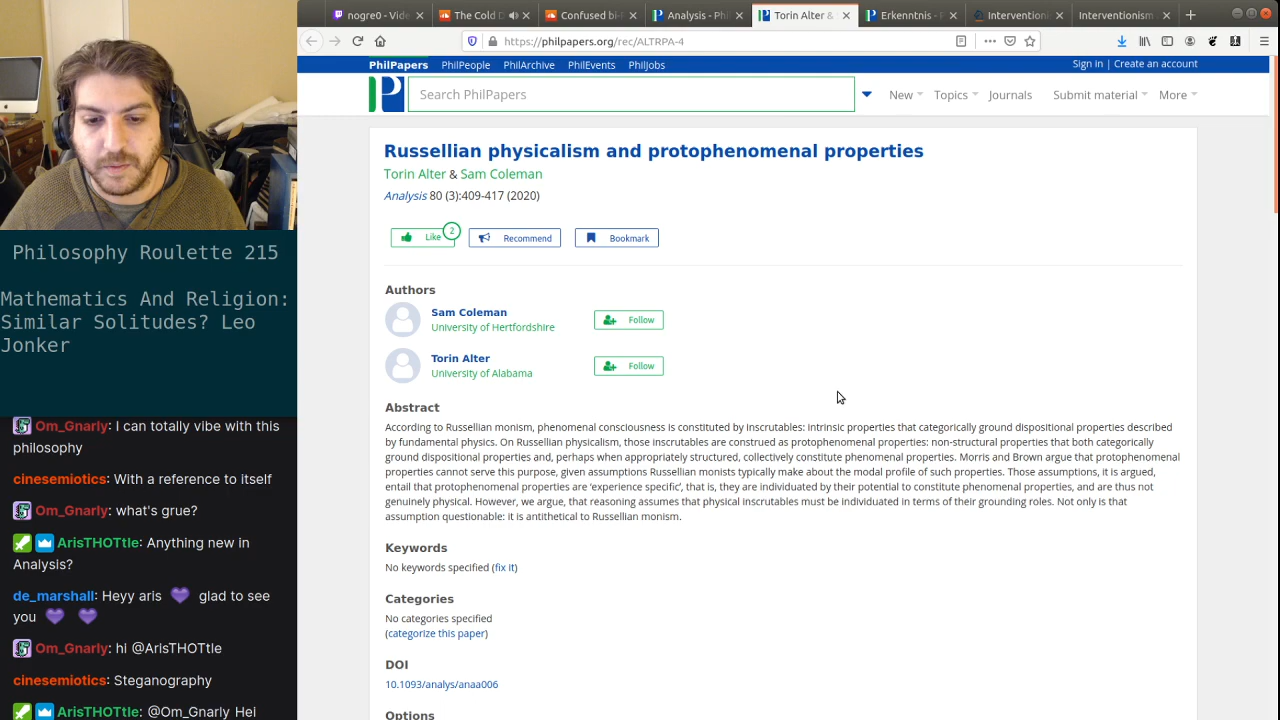 nogre0 - Vide
The Cold D
Confused bi-
Analysis - Phi
Torin Alter &
Erkenntnis - P
Intervention
Interventionism
https://philpapers.org/rec/ALTRPA-4
PhilPapers PhilPeople PhilArchive PhilEvents PhilJobs
Sign in | Create an account
Search PhilPapers
New Topics Journals Submit material More
Russellian physicalism and protophenomenal properties
Torin Alter & Sam Coleman
Analysis 80 (3):409-417 (2020)
Like 2 Recommend Bookmark
Authors
Sam Coleman
University of Hertfordshire
Follow
Torin Alter
University of Alabama
Follow
Abstract
According to Russellian monism, phenomenal consciousness is constituted by inscrutables: intrinsic properties that categorically ground dispositional properties described
by fundamental physics. On Russellian physicalism, those inscrutables are construed as protophenomenal properties: non-structural properties that both categorically
ground dispositional properties and, perhaps when appropriately structured, collectively constitute phenomenal properties. Morris and Brown argue that protophenomenal
properties cannot serve this purpose, given assumptions Russellian monists typically make about the modal profile of such properties. Those assumptions, it is argued,
entail that protophenomenal properties are ‘experience specific’, that is, they are individuated by their potential to constitute phenomenal properties, and are thus not
genuinely physical. However, we argue, that reasoning assumes that physical inscrutables must be individuated in terms of their grounding roles. Not only is that
assumption questionable: it is antithetical to Russellian monism.
Keywords
No keywords specified (fix it)
Categories
No categories specified
(categorize this paper)
DOI
10.1093/analys/anaa006
Options
Philosophy Roulette 215
Mathematics And Religion:
Similar Solitudes? Leo
Jonker
Om_Gnarly: I can totally vibe with this
philosophy
cinesemiotics: With a reference to itself
Om_Gnarly: what's grue?
ArisTHOTtle: Anything new in
Analysis?
de_marshall: Heyy aris 💜 glad to see
you 💜 💜
Om_Gnarly: hi @ArisTHOTtle
cinesemiotics: Steganography
ArisTHOTtle: @Om_Gnarly Hei